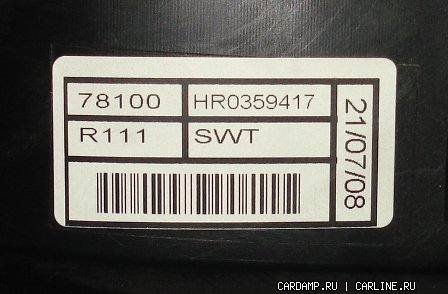 78100 HR0359417
R111 SWT
21/07/08
CARDAMP.RU | CARLINE.RU